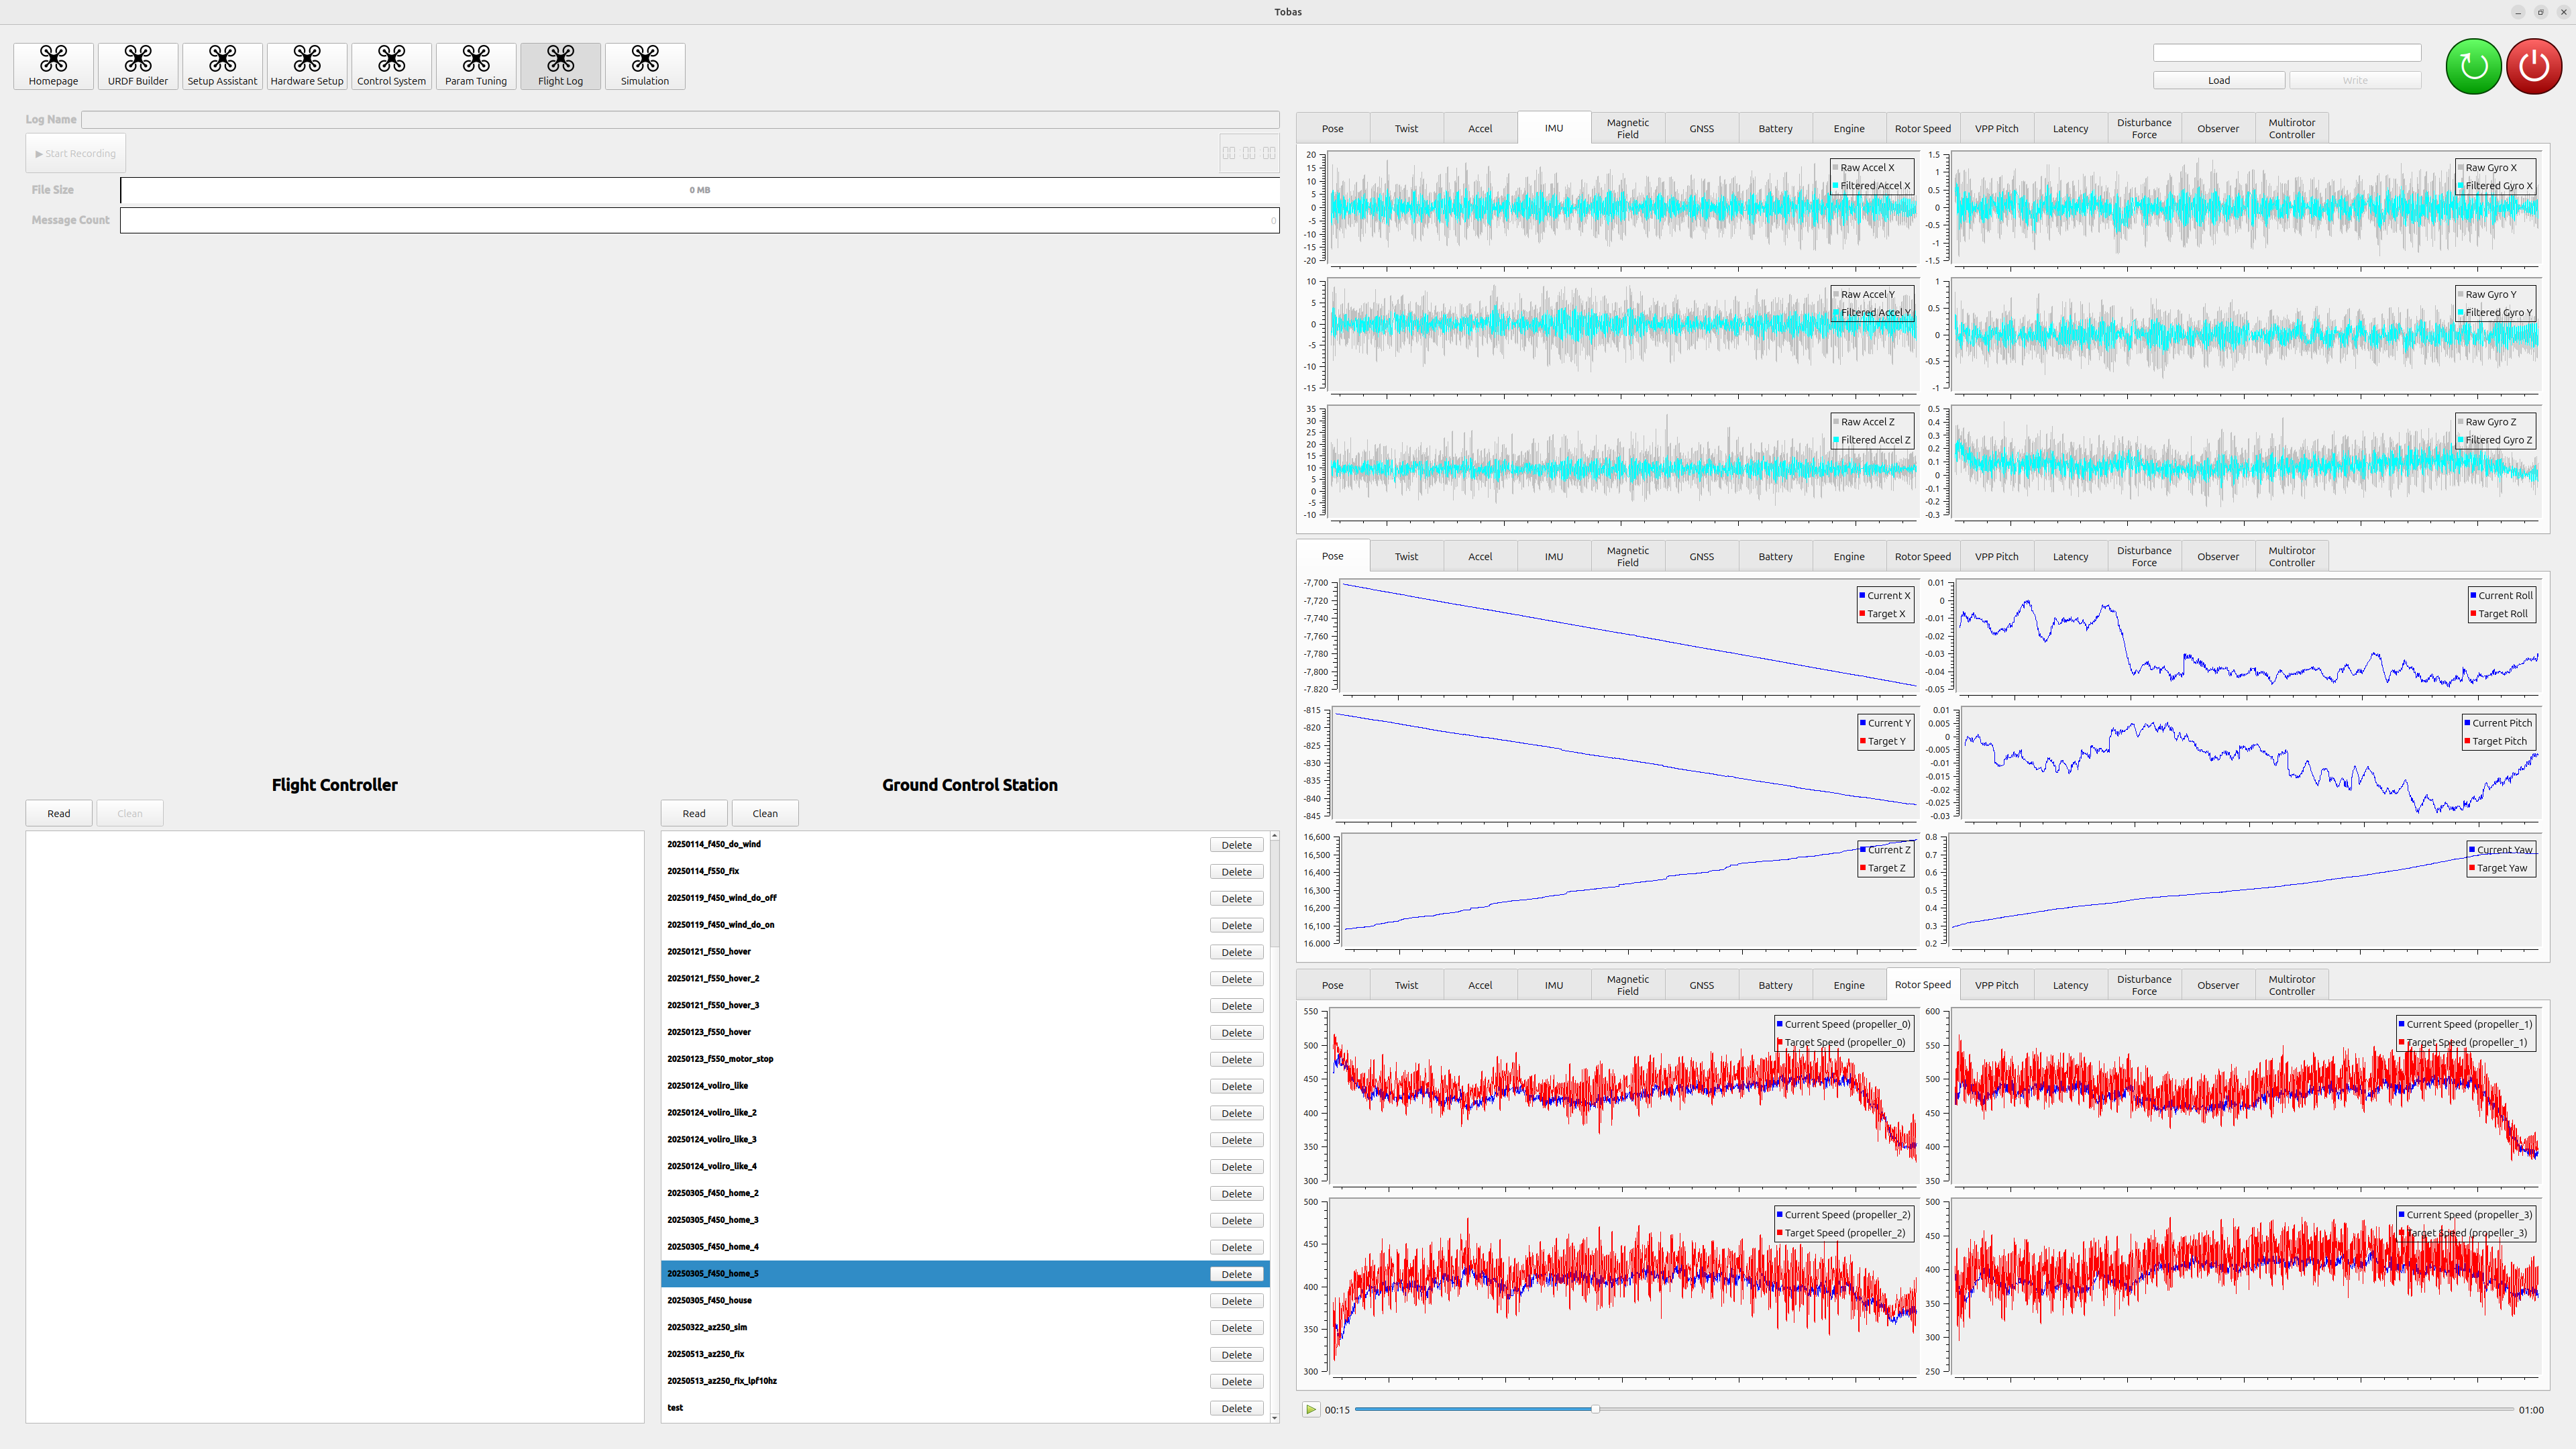 Tobas
Homepage
URDF Builder
Setup Assistant
Hardware Setup
Control System
Param Tuning
Flight Log
Simulation
Load
Write
Log Name
▶ Start Recording
00 00 00
File Size
0 MB
Message Count
0
Flight Controller
Read
Clean
Ground Control Station
Read
Clean
20250114_f450_do_wind Delete
20250114_f550_fix Delete
20250119_f450_wind_do_off Delete
20250119_f450_wind_do_on Delete
20250121_f550_hover Delete
20250121_f550_hover_2 Delete
20250121_f550_hover_3 Delete
20250123_f550_hover Delete
20250123_f550_motor_stop Delete
20250124_voliro_like Delete
20250124_voliro_like_2 Delete
20250124_voliro_like_3 Delete
20250124_voliro_like_4 Delete
20250305_f450_home_2 Delete
20250305_f450_home_3 Delete
20250305_f450_home_4 Delete
20250305_f450_home_5 Delete
20250305_f450_house Delete
20250322_az250_sim Delete
20250513_az250_fix Delete
20250513_az250_fix_lpf10hz Delete
test Delete
Pose Twist Accel IMU Magnetic Field GNSS Battery Engine Rotor Speed VPP Pitch Latency Disturbance Force Observer Multirotor Controller
20
15
10
5
0
-5
-10
-15
-20
Raw Accel X
Filtered Accel X
1.5
1
0.5
0
-0.5
-1
-1.5
Raw Gyro X
Filtered Gyro X
10
5
0
-5
-10
-15
Raw Accel Y
Filtered Accel Y
1
0.5
0
-0.5
-1
Raw Gyro Y
Filtered Gyro Y
35
30
25
20
15
10
5
0
-5
-10
Raw Accel Z
Filtered Accel Z
0.5
0.4
0.3
0.2
0.1
0
-0.1
-0.2
-0.3
Raw Gyro Z
Filtered Gyro Z
Pose Twist Accel IMU Magnetic Field GNSS Battery Engine Rotor Speed VPP Pitch Latency Disturbance Force Observer Multirotor Controller
-7,700
-7,720
-7,740
-7,760
-7,780
-7,800
-7,820
Current X
Target X
0.01
0
-0.01
-0.02
-0.03
-0.04
-0.05
Current Roll
Target Roll
-815
-820
-825
-830
-835
-840
-845
Current Y
Target Y
0.01
0.005
0
-0.005
-0.01
-0.015
-0.02
-0.025
-0.03
Current Pitch
Target Pitch
16,600
16,500
16,400
16,300
16,200
16,100
16,000
Current Z
Target Z
0.8
0.7
0.6
0.5
0.4
0.3
0.2
Current Yaw
Target Yaw
Pose Twist Accel IMU Magnetic Field GNSS Battery Engine Rotor Speed VPP Pitch Latency Disturbance Force Observer Multirotor Controller
550
500
450
400
350
300
Current Speed (propeller_0)
Target Speed (propeller_0)
600
550
500
450
400
350
Current Speed (propeller_1)
Target Speed (propeller_1)
500
450
400
350
300
Current Speed (propeller_2)
Target Speed (propeller_2)
500
450
400
350
300
250
Current Speed (propeller_3)
Target Speed (propeller_3)
00:15
01:00